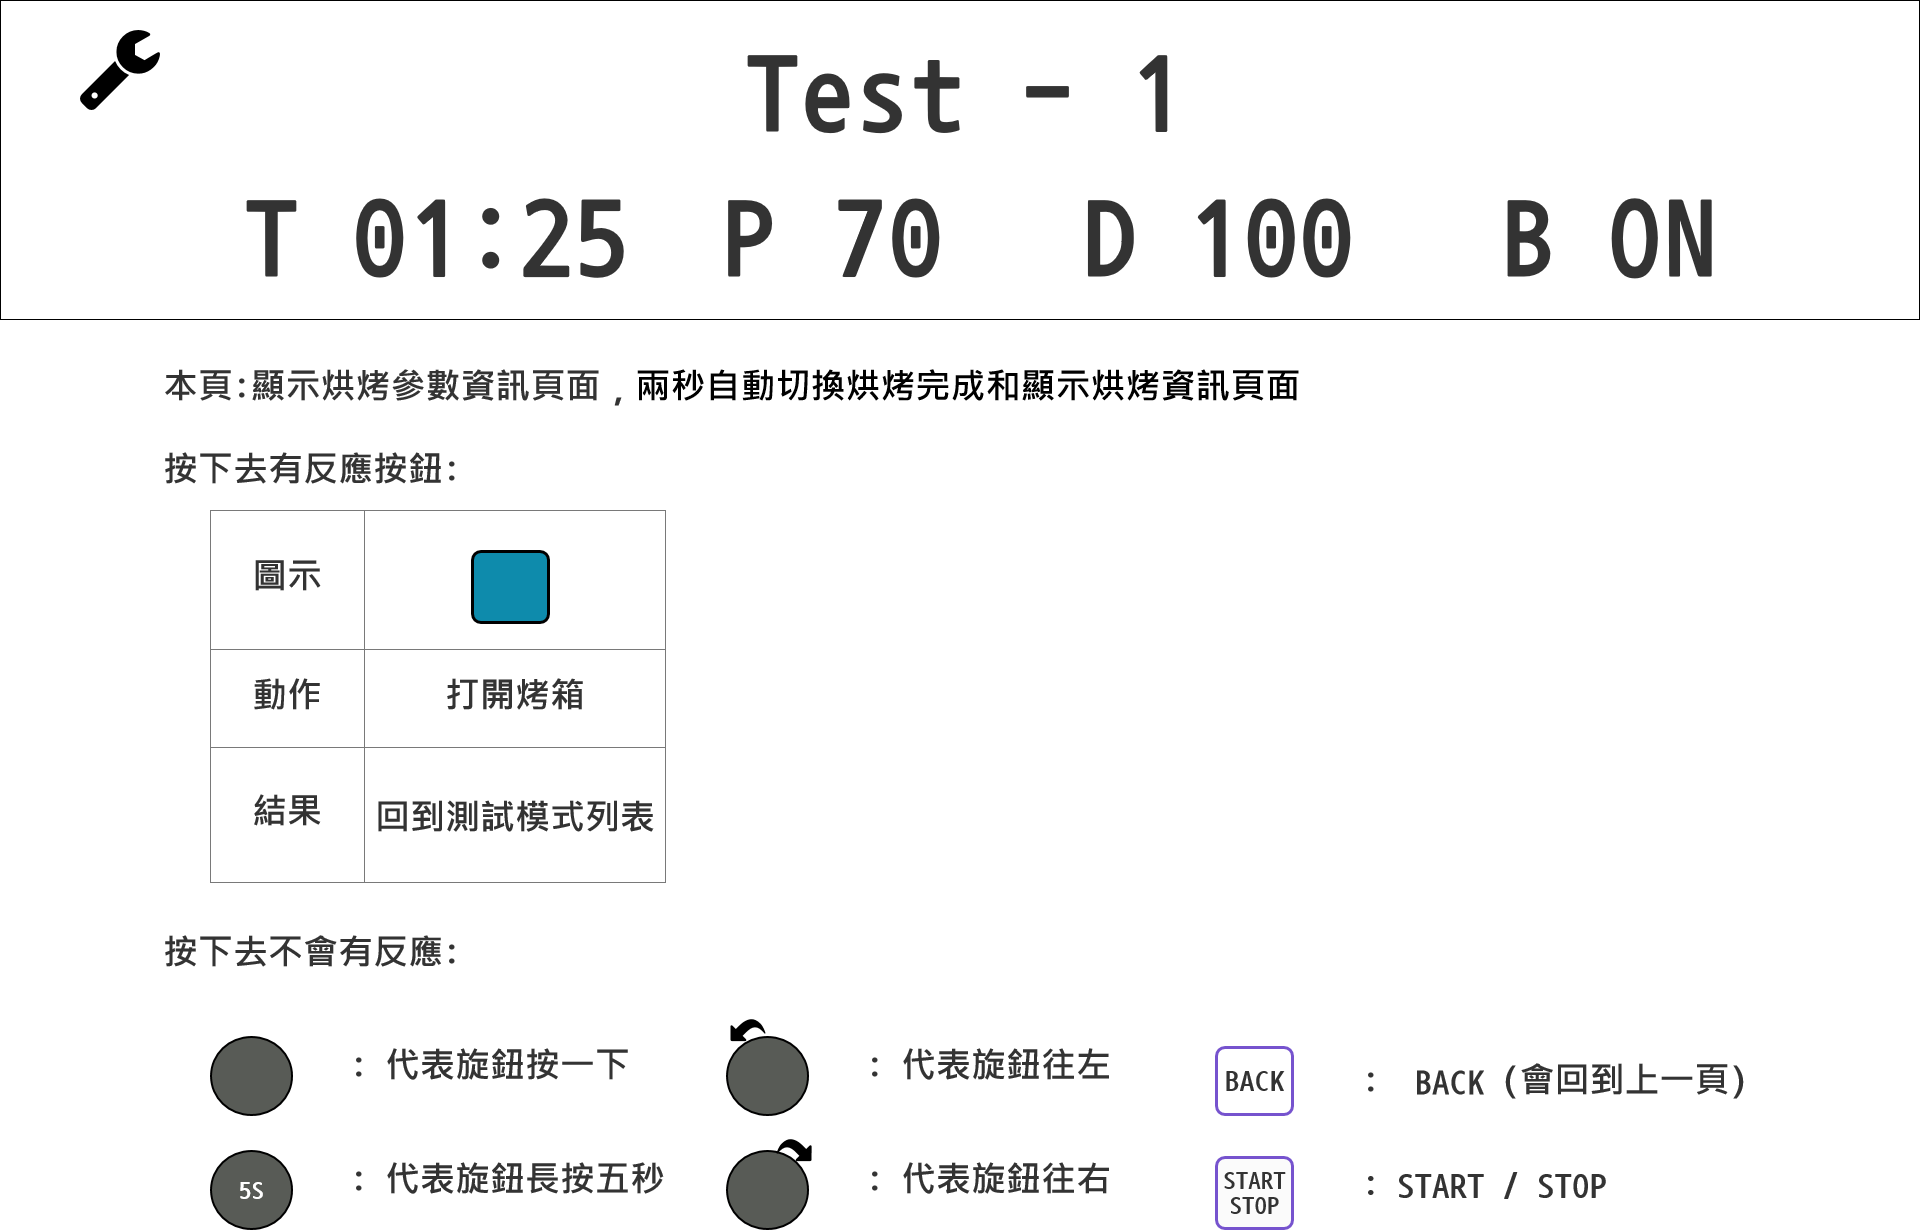 Test - 1
T 01:25 P 70 D 100 B ON
本頁:顯示烘烤參數資訊頁面 , 兩秒自動切換烘烤完成和顯示烘烤資訊頁面
按下去有反應按鈕:
圖示
動作 打開烤箱
結果 回到測試模式列表
按下去不會有反應:
: 代表旋鈕按一下 : 代表旋鈕往左 BACK : BACK (會回到上一頁)
5S : 代表旋鈕長按五秒 : 代表旋鈕往右 START STOP : START / STOP